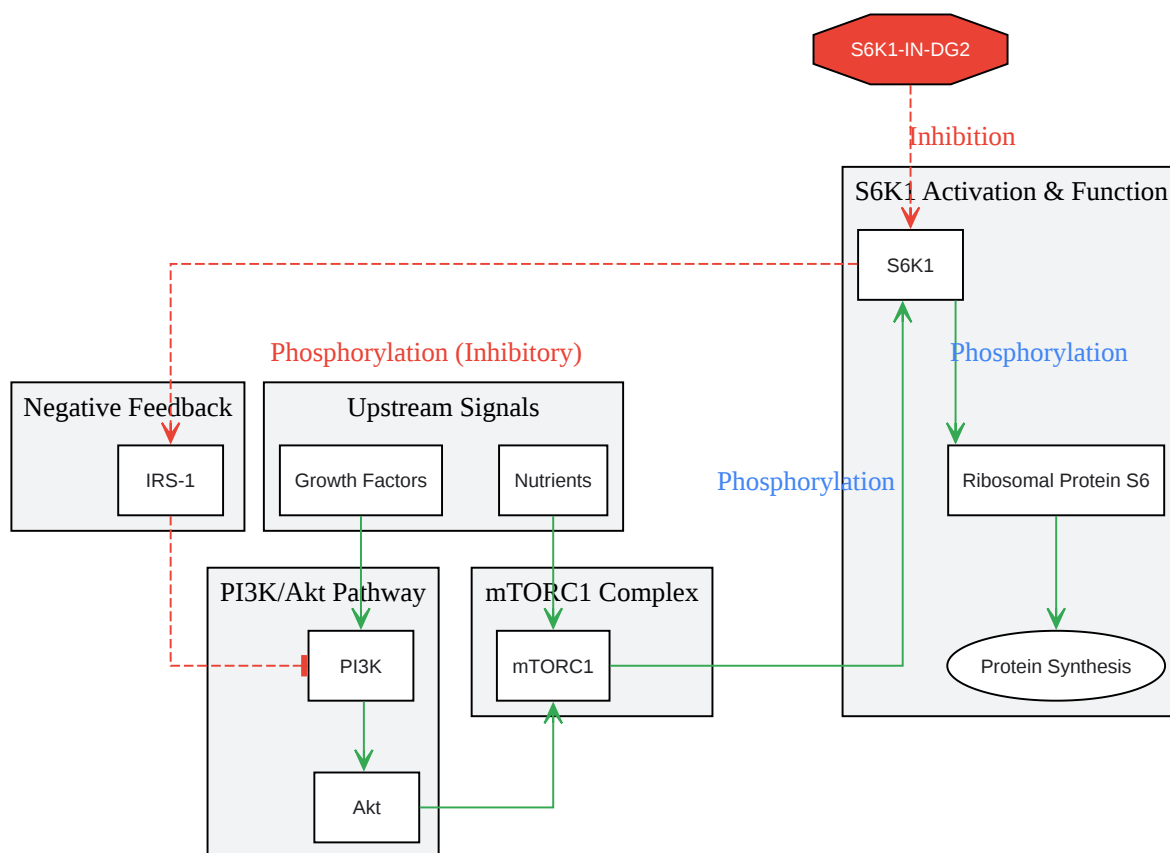 S6K1-IN-DG2
Inhibition
S6K1 Activation & Function
S6K1
Phosphorylation (Inhibitory)
Phosphorylation
Negative Feedback
Upstream Signals
IRS-1
Growth Factors
Nutrients
Phosphorylation
Ribosomal Protein S6
PI3K/Akt Pathway
mTORC1 Complex
PI3K
mTORC1
Protein Synthesis
Akt